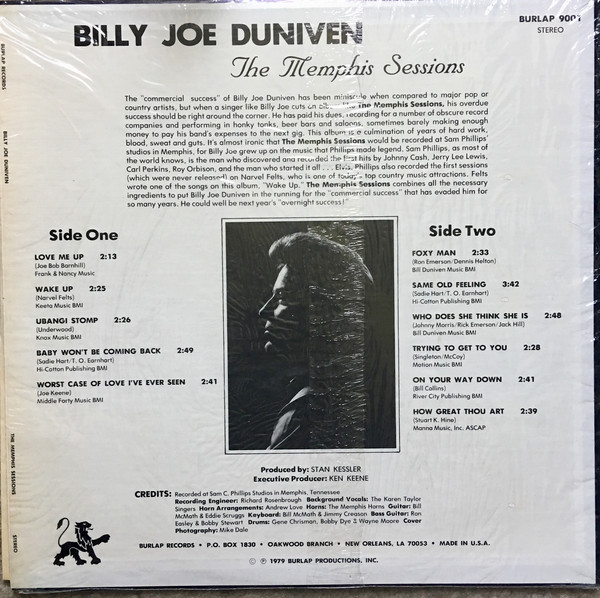 BILLY JOE DUNIVEN
BURLAP 9001
STEREO
The Memphis Sessions
The "commercial success" of Billy Joe Duniven has been miniscule when compared to major pop or
country artists, but when a singer like Billy Joe cuts an album like The Memphis Sessions, his overdue
success should be right around the corner. He has paid his dues, recording for a number of obscure record
companies and performing in honky tonks, beer bars and saloons, sometimes barely making enough
money to pay his band's expenses to the next gig. This album is a culmination of years of hard work,
blood, sweat and guts. It's almost ironic that The Memphis Sessions would be recorded at Sam Phillips'
studios in Memphis, for Billy Joe grew up on the music that Phillips made legend. Sam Phillips, as most of
the world knows, is the man who discovered and recorded the first hits by Johnny Cash, Jerry Lee Lewis,
Carl Perkins, Roy Orbison, and the man who started it all . . . Elvis. Phillips also recorded the first sessions
(which were never released) on Narvel Felts, who is one of today's top country music attractions. Felts
wrote one of the songs on this album, "Wake Up." The Memphis Sessions combines all the necessary
ingredients to put Billy Joe Duniven in the running for the "commercial success" that has evaded him for
so many years. He could well be next year's "overnight success!"
Side One
LOVE ME UP 2:13
(Joe Bob Barnhill)
Frank & Nancy Music
WAKE UP 2:25
(Narvel Felts)
Keeta Music BMI
UBANGI STOMP 2:26
(Underwood)
Knox Music BMI
BABY WON'T BE COMING BACK 2:49
(Sadie Hart/T. O. Earnhart)
Hi-Cotton Publishing BMI
WORST CASE OF LOVE I'VE EVER SEEN 2:41
(Joe Keene)
Middle Forty Music BMI
Side Two
FOXY MAN 2:33
(Ron Emerson/Dennis Helton)
Bill Duniven Music BMI
SAME OLD FEELING 3:42
(Sadie Hart/T. O. Earnhart)
Hi-Cotton Publishing BMI
WHO DOES SHE THINK SHE IS 2:48
(Johnny Morris/Rick Emerson/Jack Hill)
Bill Duniven Music BMI
TRYING TO GET TO YOU 2:28
(Singleton/McCoy)
Motion Music BMI
ON YOUR WAY DOWN 2:41
(Bill Collins)
River City Publishing BMI
HOW GREAT THOU ART 2:39
(Stuart K. Hine)
Manna Music, Inc. ASCAP
Produced by: STAN KESSLER
Executive Producer: KEN KEENE
CREDITS: Recorded at Sam C. Phillips Studios in Memphis, Tennessee
Recording Engineer: Richard Rosenbrough Background Vocals: The Karen Taylor
Singers Horn Arrangements: Andrew Love Horns: The Memphis Horns Guitar: Bill
McMath & Eddie Scruggs Keyboard: Bill McMath & Jimmy Creason Bass Guitar: Ron
Easley & Bobby Stewart Drums: Gene Chrisman, Bobby Dye & Wayne Moore Cover
Photography: Mike Dale
BURLAP RECORDS • P.O. BOX 1830 • OAKWOOD BRANCH • NEW ORLEANS, LA 70053 • MADE IN U.S.A.
© ℗ 1979 BURLAP PRODUCTIONS, INC.
BURLAP RECORDS
BILLY JOE DUNIVEN
THE MEMPHIS SESSIONS
STEREO